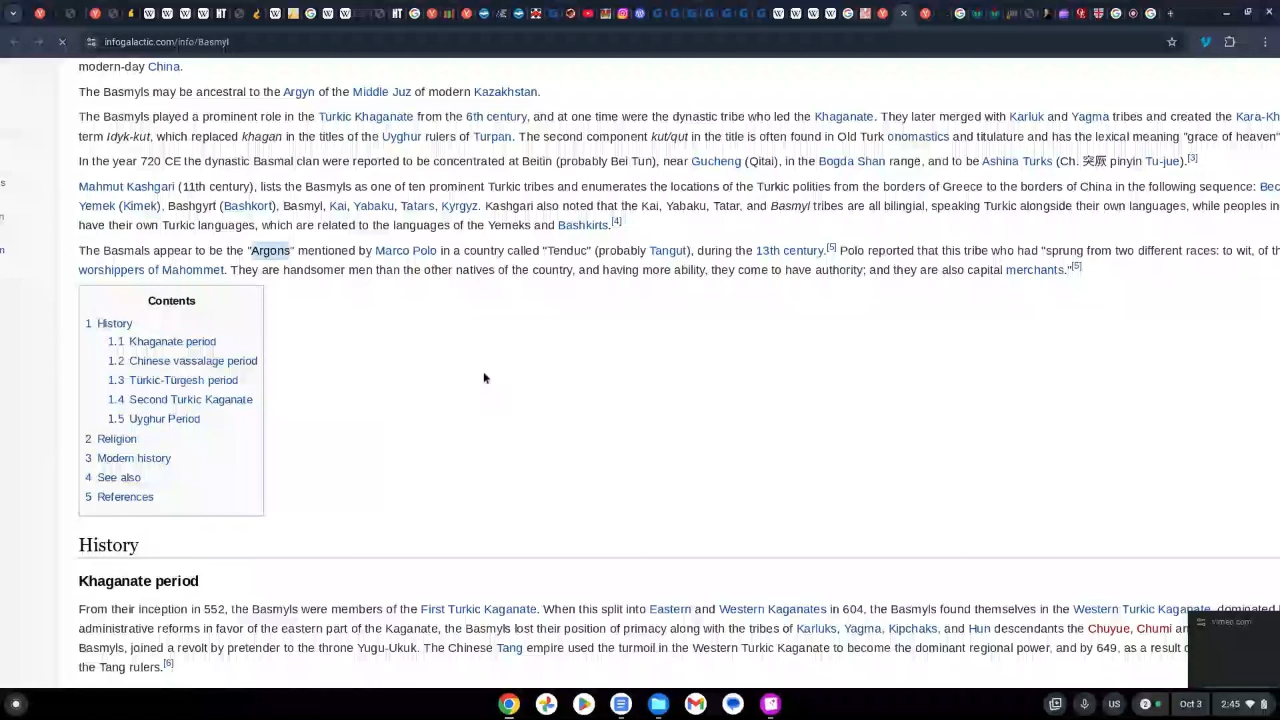 infogalactic.com/info/Basmyl
modern-day China.
The Basmyls may be ancestral to the Argyn of the Middle Juz of modern Kazakhstan.
The Basmyls played a prominent role in the Turkic Khaganate from the 6th century, and at one time were the dynastic tribe who led the Khaganate. They later merged with Karluk and Yagma tribes and created the Kara-Kh
term Idyk-kut, which replaced khagan in the titles of the Uyghur rulers of Turpan. The second component kut/qut in the title is often found in Old Turk onomastics and titulature and has the lexical meaning "grace of heaven"
In the year 720 CE the dynastic Basmal clan were reported to be concentrated at Beitin (probably Bei Tun), near Gucheng (Qitai), in the Bogda Shan range, and to be Ashina Turks (Ch. 突厥 pinyin Tu-jue).[3]
Mahmut Kashgari (11th century), lists the Basmyls as one of ten prominent Turkic tribes and enumerates the locations of the Turkic polities from the borders of Greece to the borders of China in the following sequence: Bec
Yemek (Kimek), Bashgyrt (Bashkort), Basmyl, Kai, Yabaku, Tatars, Kyrgyz. Kashgari also noted that the Kai, Yabaku, Tatar, and Basmyl tribes are all bilingual, speaking Turkic alongside their own languages, while peoples in
have their own Turkic languages, which are related to the languages of the Yemeks and Bashkirts.[4]
The Basmals appear to be the "Argons" mentioned by Marco Polo in a country called "Tenduc" (probably Tangut), during the 13th century.[5] Polo reported that this tribe who had "sprung from two different races: to wit, of th
worshippers of Mahommet. They are handsomer men than the other natives of the country, and having more ability, they come to have authority; and they are also capital merchants."[5]
Contents
1 History
1.1 Khaganate period
1.2 Chinese vassalage period
1.3 Türkic-Türgesh period
1.4 Second Turkic Kaganate
1.5 Uyghur Period
2 Religion
3 Modern history
4 See also
5 References
History
Khaganate period
From their inception in 552, the Basmyls were members of the First Turkic Kaganate. When this split into Eastern and Western Kaganates in 604, the Basmyls found themselves in the Western Turkic Kaganate, dominated
administrative reforms in favor of the eastern part of the Kaganate, the Basmyls lost their position of primacy along with the tribes of Karluks, Yagma, Kipchaks, and Hun descendants the Chuyue, Chumi an
Basmyls, joined a revolt by pretender to the throne Yugu-Ukuk. The Chinese Tang empire used the turmoil in the Western Turkic Kaganate to become the dominant regional power, and by 649, as a result o
the Tang rulers.[6]
vimeo.com
US
2
Oct 3
2:45